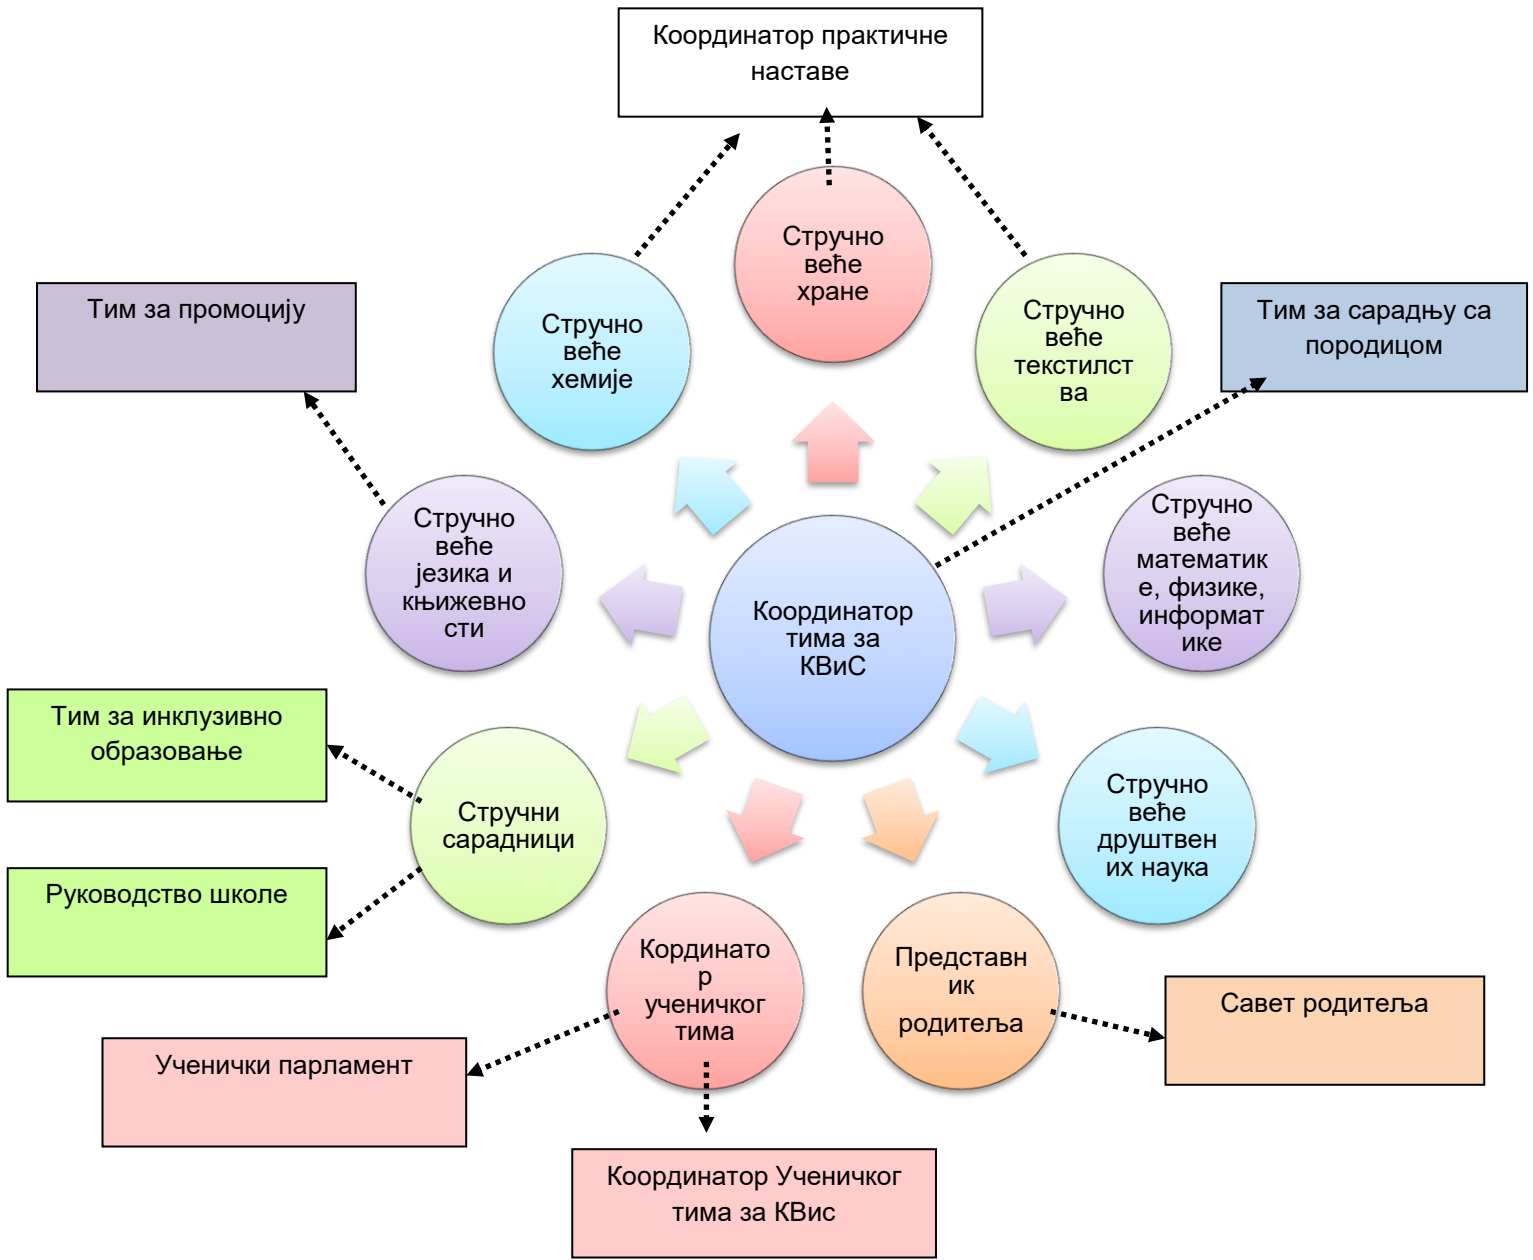 Координатор практичне
наставе
Стручно
веће
хране
Стручно
веће
хемије
Стручно
веће
текстилст
ва
Тим за промоцију
Тим за сарадњу са
породицом
Стручно
веће
језика и
књижевно
сти
Стручно
веће
математик
е, физике,
информат
ике
Координатор
тима за
КВиС
Тим за инклузивно
образовање
Стручни
сарадници
Стручно
веће
друштвен
их наука
Руководство школе
Кординато
р
ученичког
тима
Представн
ик
родитеља
Савет родитеља
Ученички парламент
Координатор Ученичког
тима за КВис